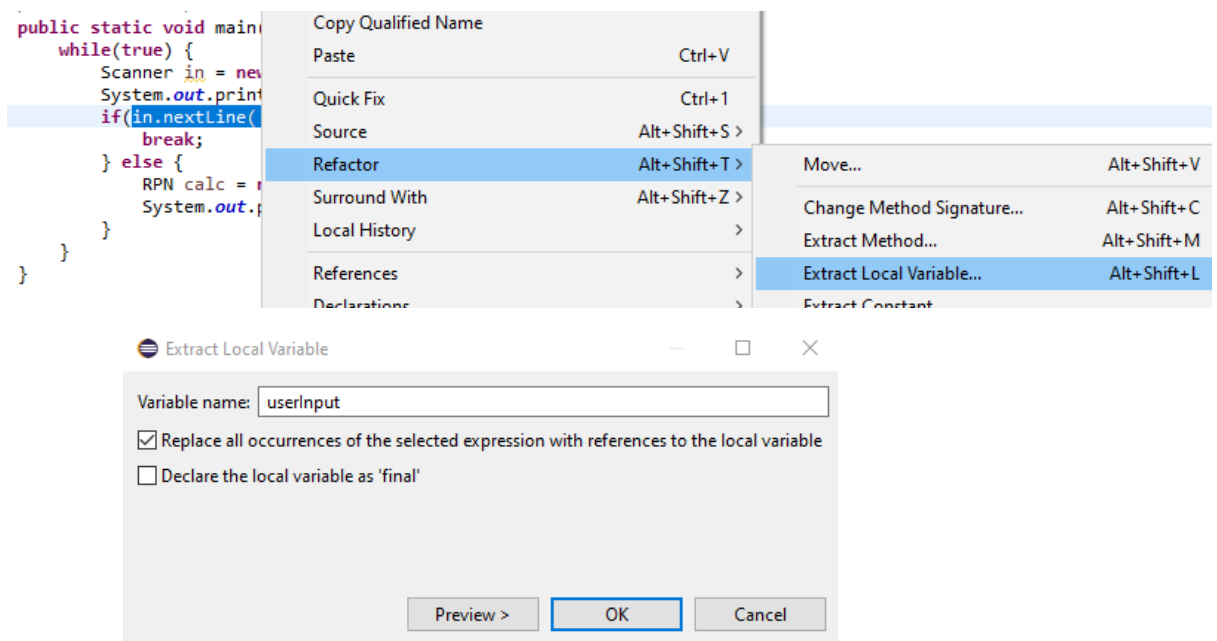 public static void main(
while(true) {
Scanner in = new
System.out.print
if(in.nextLine(
break;
} else {
RPN calc =
System.out.
}
}
}
Copy Qualified Name
Paste Ctrl+V
Quick Fix Ctrl+1
Source Alt+Shift+S >
Refactor Alt+Shift+T >
Surround With Alt+Shift+Z >
Local History >
References >
Declarations >
Move... Alt+Shift+V
Change Method Signature... Alt+Shift+C
Extract Method... Alt+Shift+M
Extract Local Variable... Alt+Shift+L
Extract Constant
Extract Local Variable
Variable name: userInput
Replace all occurrences of the selected expression with references to the local variable
Declare the local variable as 'final'
Preview > OK Cancel